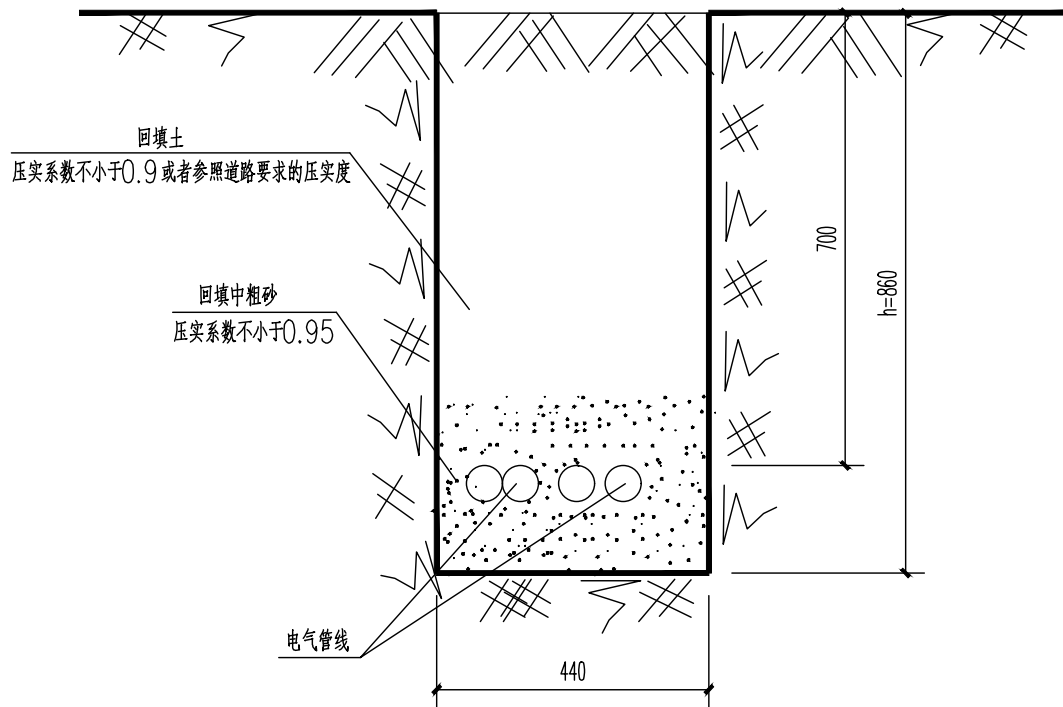 回填土
压实系数不小于0.9或者参照道路要求的压实度
回填中粗砂
压实系数不小于0.95
700
h=860
电气管线
440